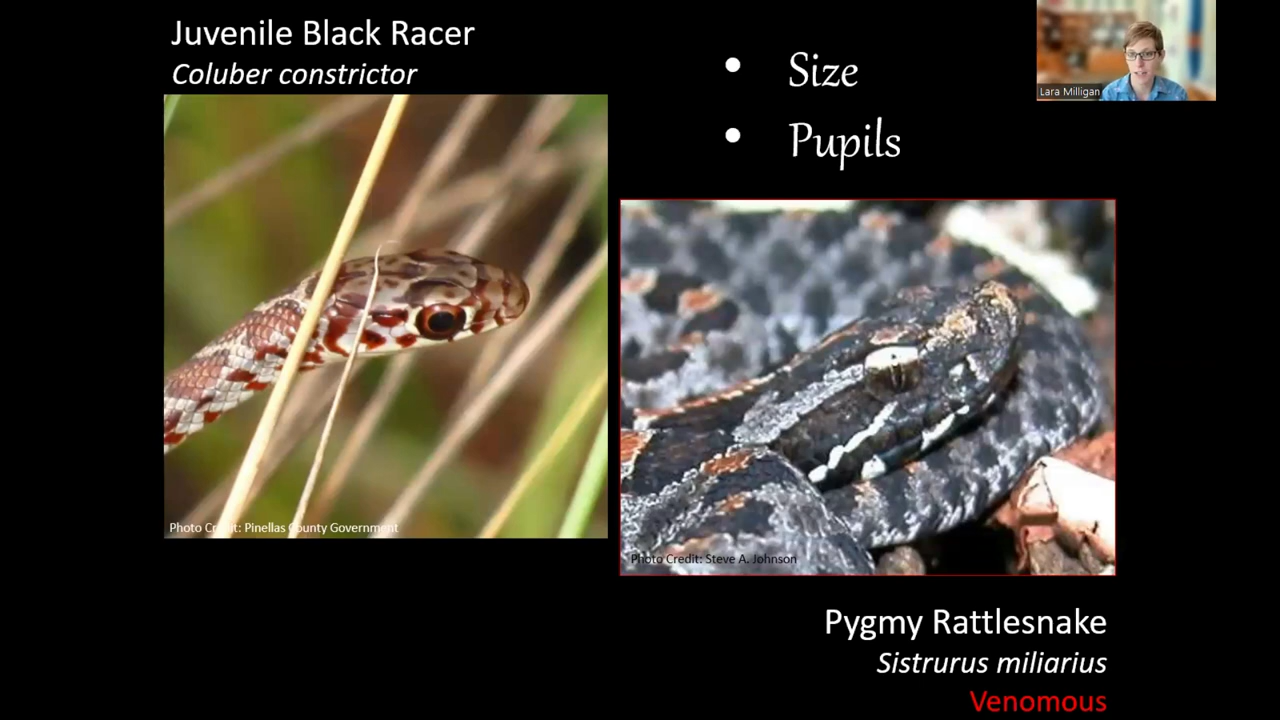 Juvenile Black Racer
Coluber constrictor
• Size
• Pupils
Lara Milligan
Photo Credit: Pinellas County Government
Photo Credit: Steve A. Johnson
Pygmy Rattlesnake
Sistrurus miliarius
Venomous